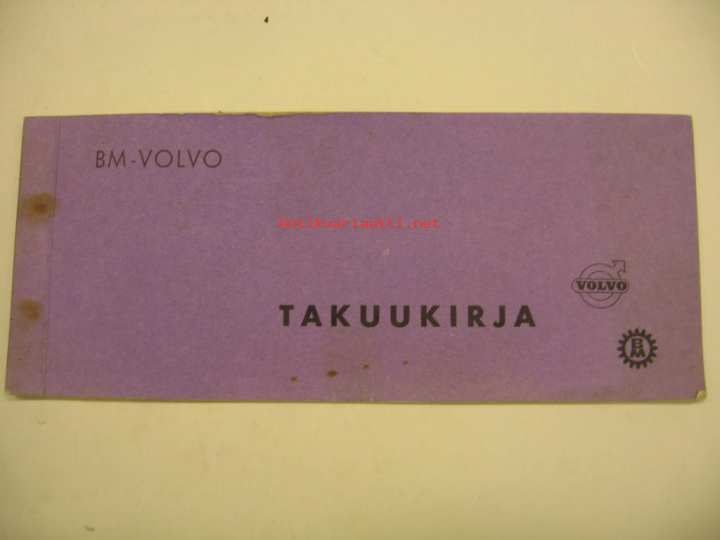 BM-VOLVO
antikvariaatti.net
TAKUUKIRJA
VOLVO
BM